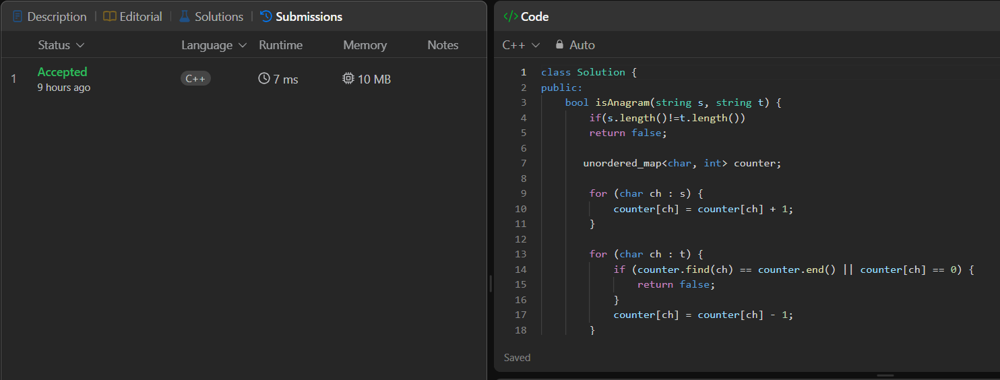 Description | Editorial | Solutions | Submissions
Status Language Runtime Memory Notes
1 Accepted C++ 7 ms 10 MB
9 hours ago
</> Code
C++ Auto
1 class Solution {
2 public:
3     bool isAnagram(string s, string t) {
4         if(s.length()!=t.length())
5         return false;
6
7        unordered_map<char, int> counter;
8
9         for (char ch : s) {
10             counter[ch] = counter[ch] + 1;
11         }
12
13         for (char ch : t) {
14             if (counter.find(ch) == counter.end() || counter[ch] == 0) {
15                 return false;
16             }
17             counter[ch] = counter[ch] - 1;
18         }
Saved